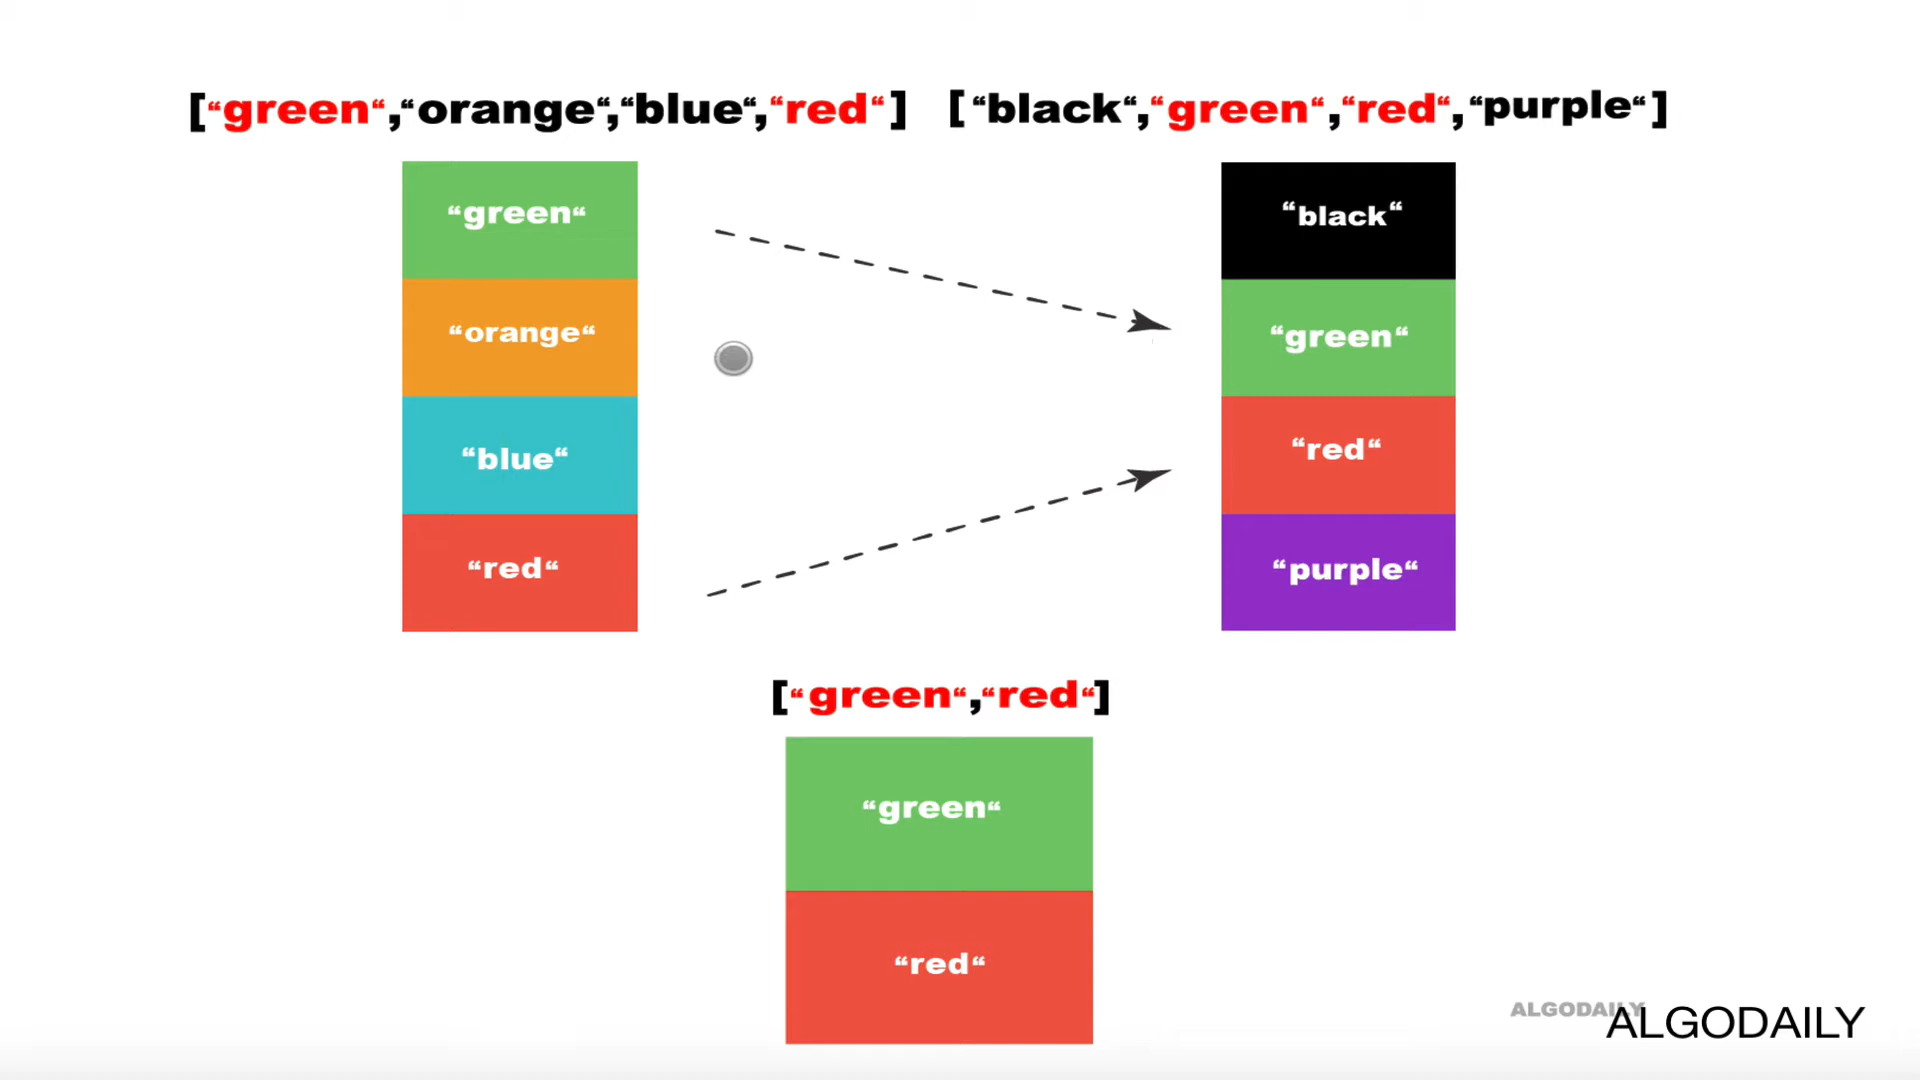 [“green“,“orange“,“blue“,“red“] [“black“,“green“,“red“,“purple“]
“green“
“orange“
“blue“
“red“
“black“
“green“
“red“
“purple“
[“green“,“red“]
“green“
“red“
ALGODAILY
ALGODAILY